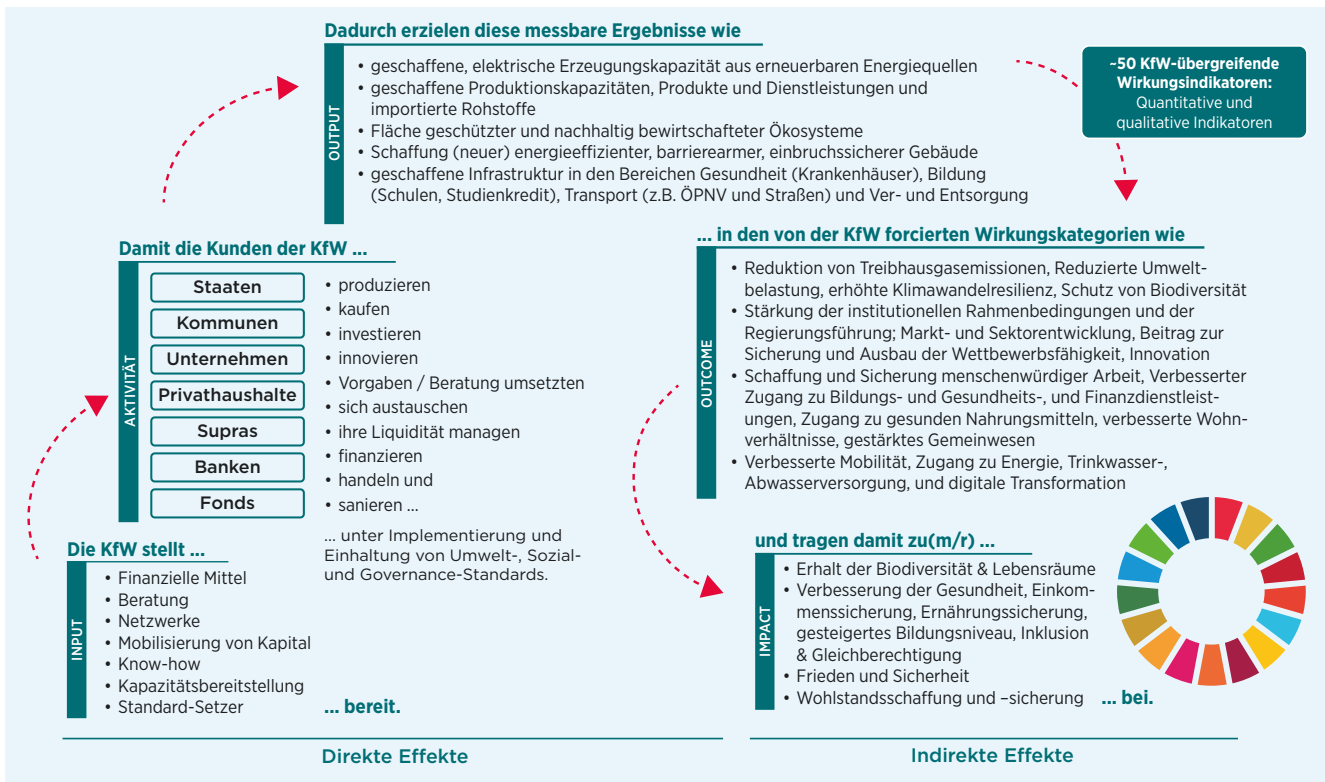 Dadurch erzielen diese messbare Ergebnisse wie
OUTPUT
• geschaffene, elektrische Erzeugungskapazität aus erneuerbaren Energiequellen
• geschaffene Produktionskapazitäten, Produkte und Dienstleistungen und
importierte Rohstoffe
• Fläche geschützter und nachhaltig bewirtschafteter Ökosysteme
• Schaffung (neuer) energieeffizienter, barrierearmer, einbruchssicherer Gebäude
• geschaffene Infrastruktur in den Bereichen Gesundheit (Krankenhäuser), Bildung
(Schulen, Studienkredit), Transport (z.B. ÖPNV und Straßen) und Ver- und Entsorgung
~50 KfW-übergreifende
Wirkungsindikatoren:
Quantitative und
qualitative Indikatoren
Damit die Kunden der KfW ...
AKTIVITÄT
Staaten
Kommunen
Unternehmen
Privathaushalte
Supras
Banken
Fonds
• produzieren
• kaufen
• investieren
• innovieren
• Vorgaben / Beratung umsetzten
• sich austauschen
• ihre Liquidität managen
• finanzieren
• handeln und
• sanieren ...
... unter Implementierung und
Einhaltung von Umwelt-, Sozial-
und Governance-Standards.
... in den von der KfW forcierten Wirkungskategorien wie
OUTCOME
• Reduktion von Treibhausgasemissionen, Reduzierte Umwelt-
belastung, erhöhte Klimawandelresilienz, Schutz von Biodiversität
• Stärkung der institutionellen Rahmenbedingungen und der
Regierungsführung; Markt- und Sektorentwicklung, Beitrag zur
Sicherung und Ausbau der Wettbewerbsfähigkeit, Innovation
• Schaffung und Sicherung menschenwürdiger Arbeit, Verbesserter
Zugang zu Bildungs- und Gesundheits-, und Finanzdienstleist-
ungen, Zugang zu gesunden Nahrungsmitteln, verbesserte Wohn-
verhältnisse, gestärktes Gemeinwesen
• Verbesserte Mobilität, Zugang zu Energie, Trinkwasser-,
Abwasserversorgung, und digitale Transformation
Die KfW stellt ...
INPUT
• Finanzielle Mittel
• Beratung
• Netzwerke
• Mobilisierung von Kapital
• Know-how
• Kapazitätsbereitstellung
• Standard-Setzer
... bereit.
und tragen damit zu(m/r) ...
IMPACT
• Erhalt der Biodiversität & Lebensräume
• Verbesserung der Gesundheit, Einkom-
menssicherung, Ernährungssicherung,
gesteigertes Bildungsniveau, Inklusion
& Gleichberechtigung
• Frieden und Sicherheit
• Wohlstandsschaffung und –sicherung
... bei.
Direkte Effekte
Indirekte Effekte